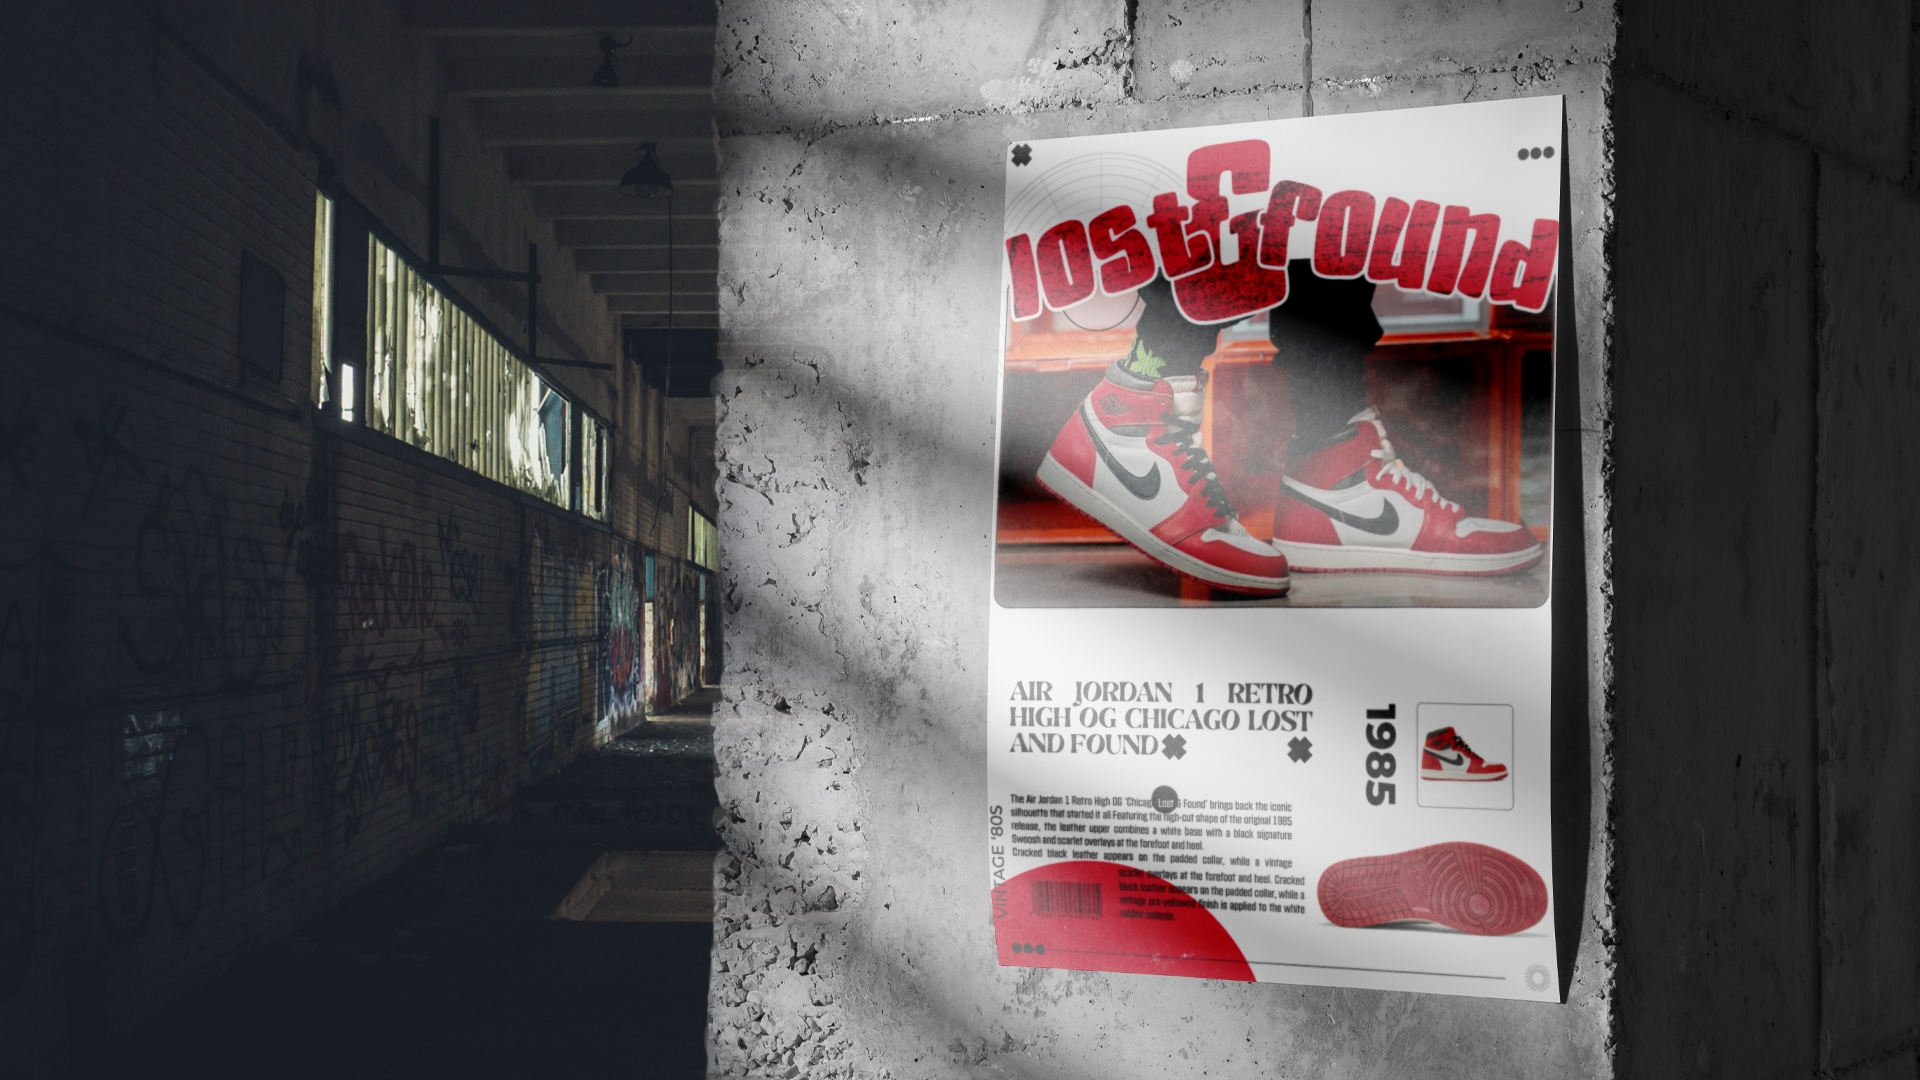 lost & found
AIR JORDAN 1 RETRO
HIGH OG CHICAGO LOST
AND FOUND
1985
The Air Jordan 1 Retro High OG 'Chicago Lost & Found' brings back the iconic
silhouette that started it all Featuring the high-cut shape of the original 1985
release, the leather upper combines a white base with a black signature
Swoosh and scarlet overlays at the forefoot and heel.
Cracked black leather appears on the padded collar, while a vintage
scarlet overlays at the forefoot and heel. Cracked
black leather appears on the padded collar, while a
vintage pre-yellowed finish is applied to the white
rubber midsole.
VINTAGE '80S